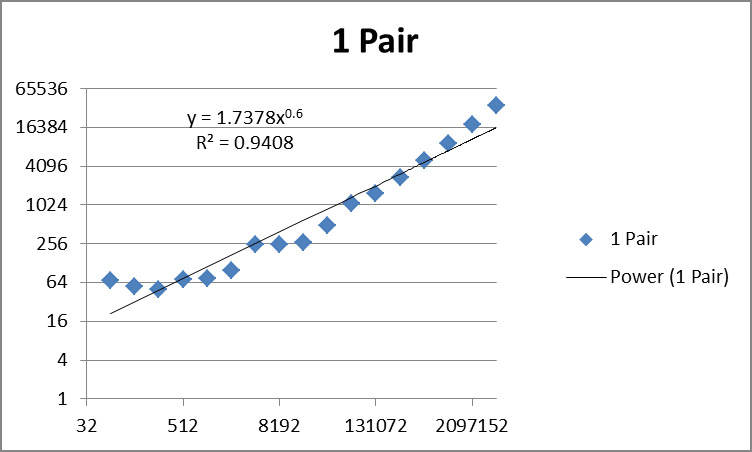 1 Pair
65536
y = 1.7378x^0.6
16384
R² = 0.9408
4096
1024
256
64
16
4
1
32
512
8192
131072
2097152
1 Pair
Power (1 Pair)